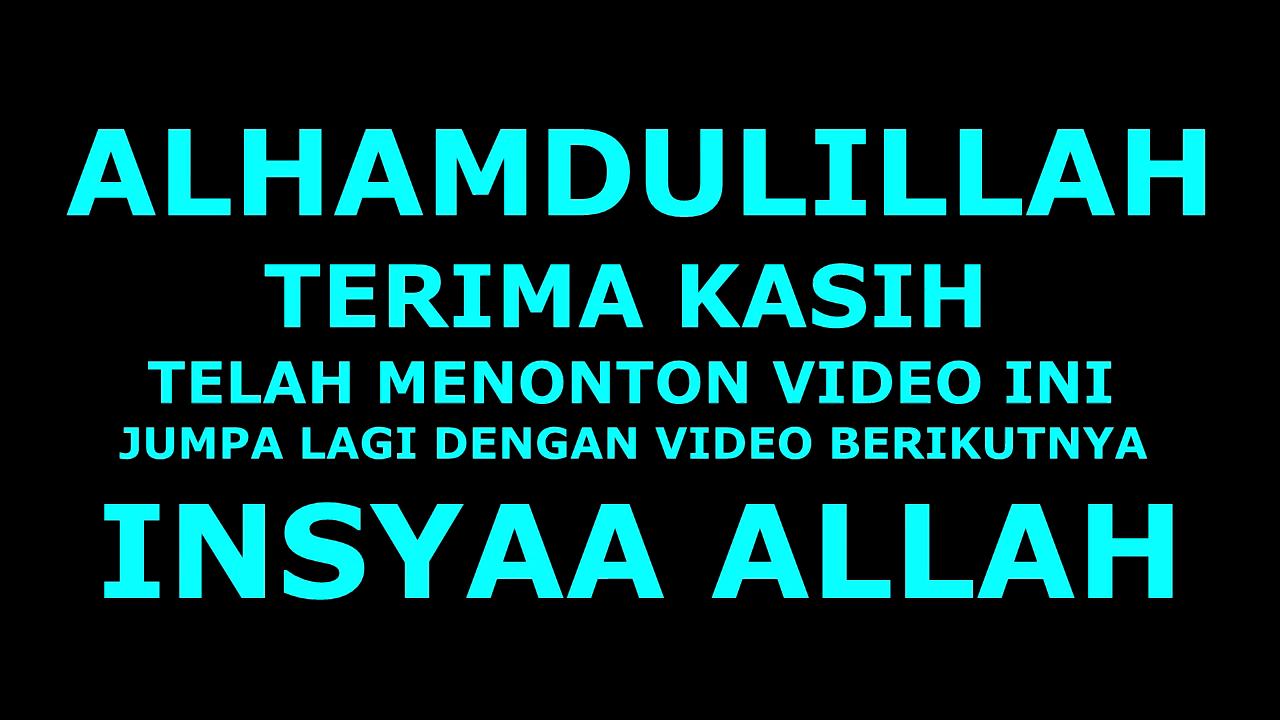 ALHAMDULILLAH
TERIMA KASIH
TELAH MENONTON VIDEO INI
JUMPA LAGI DENGAN VIDEO BERIKUTNYA
INSYAA ALLAH